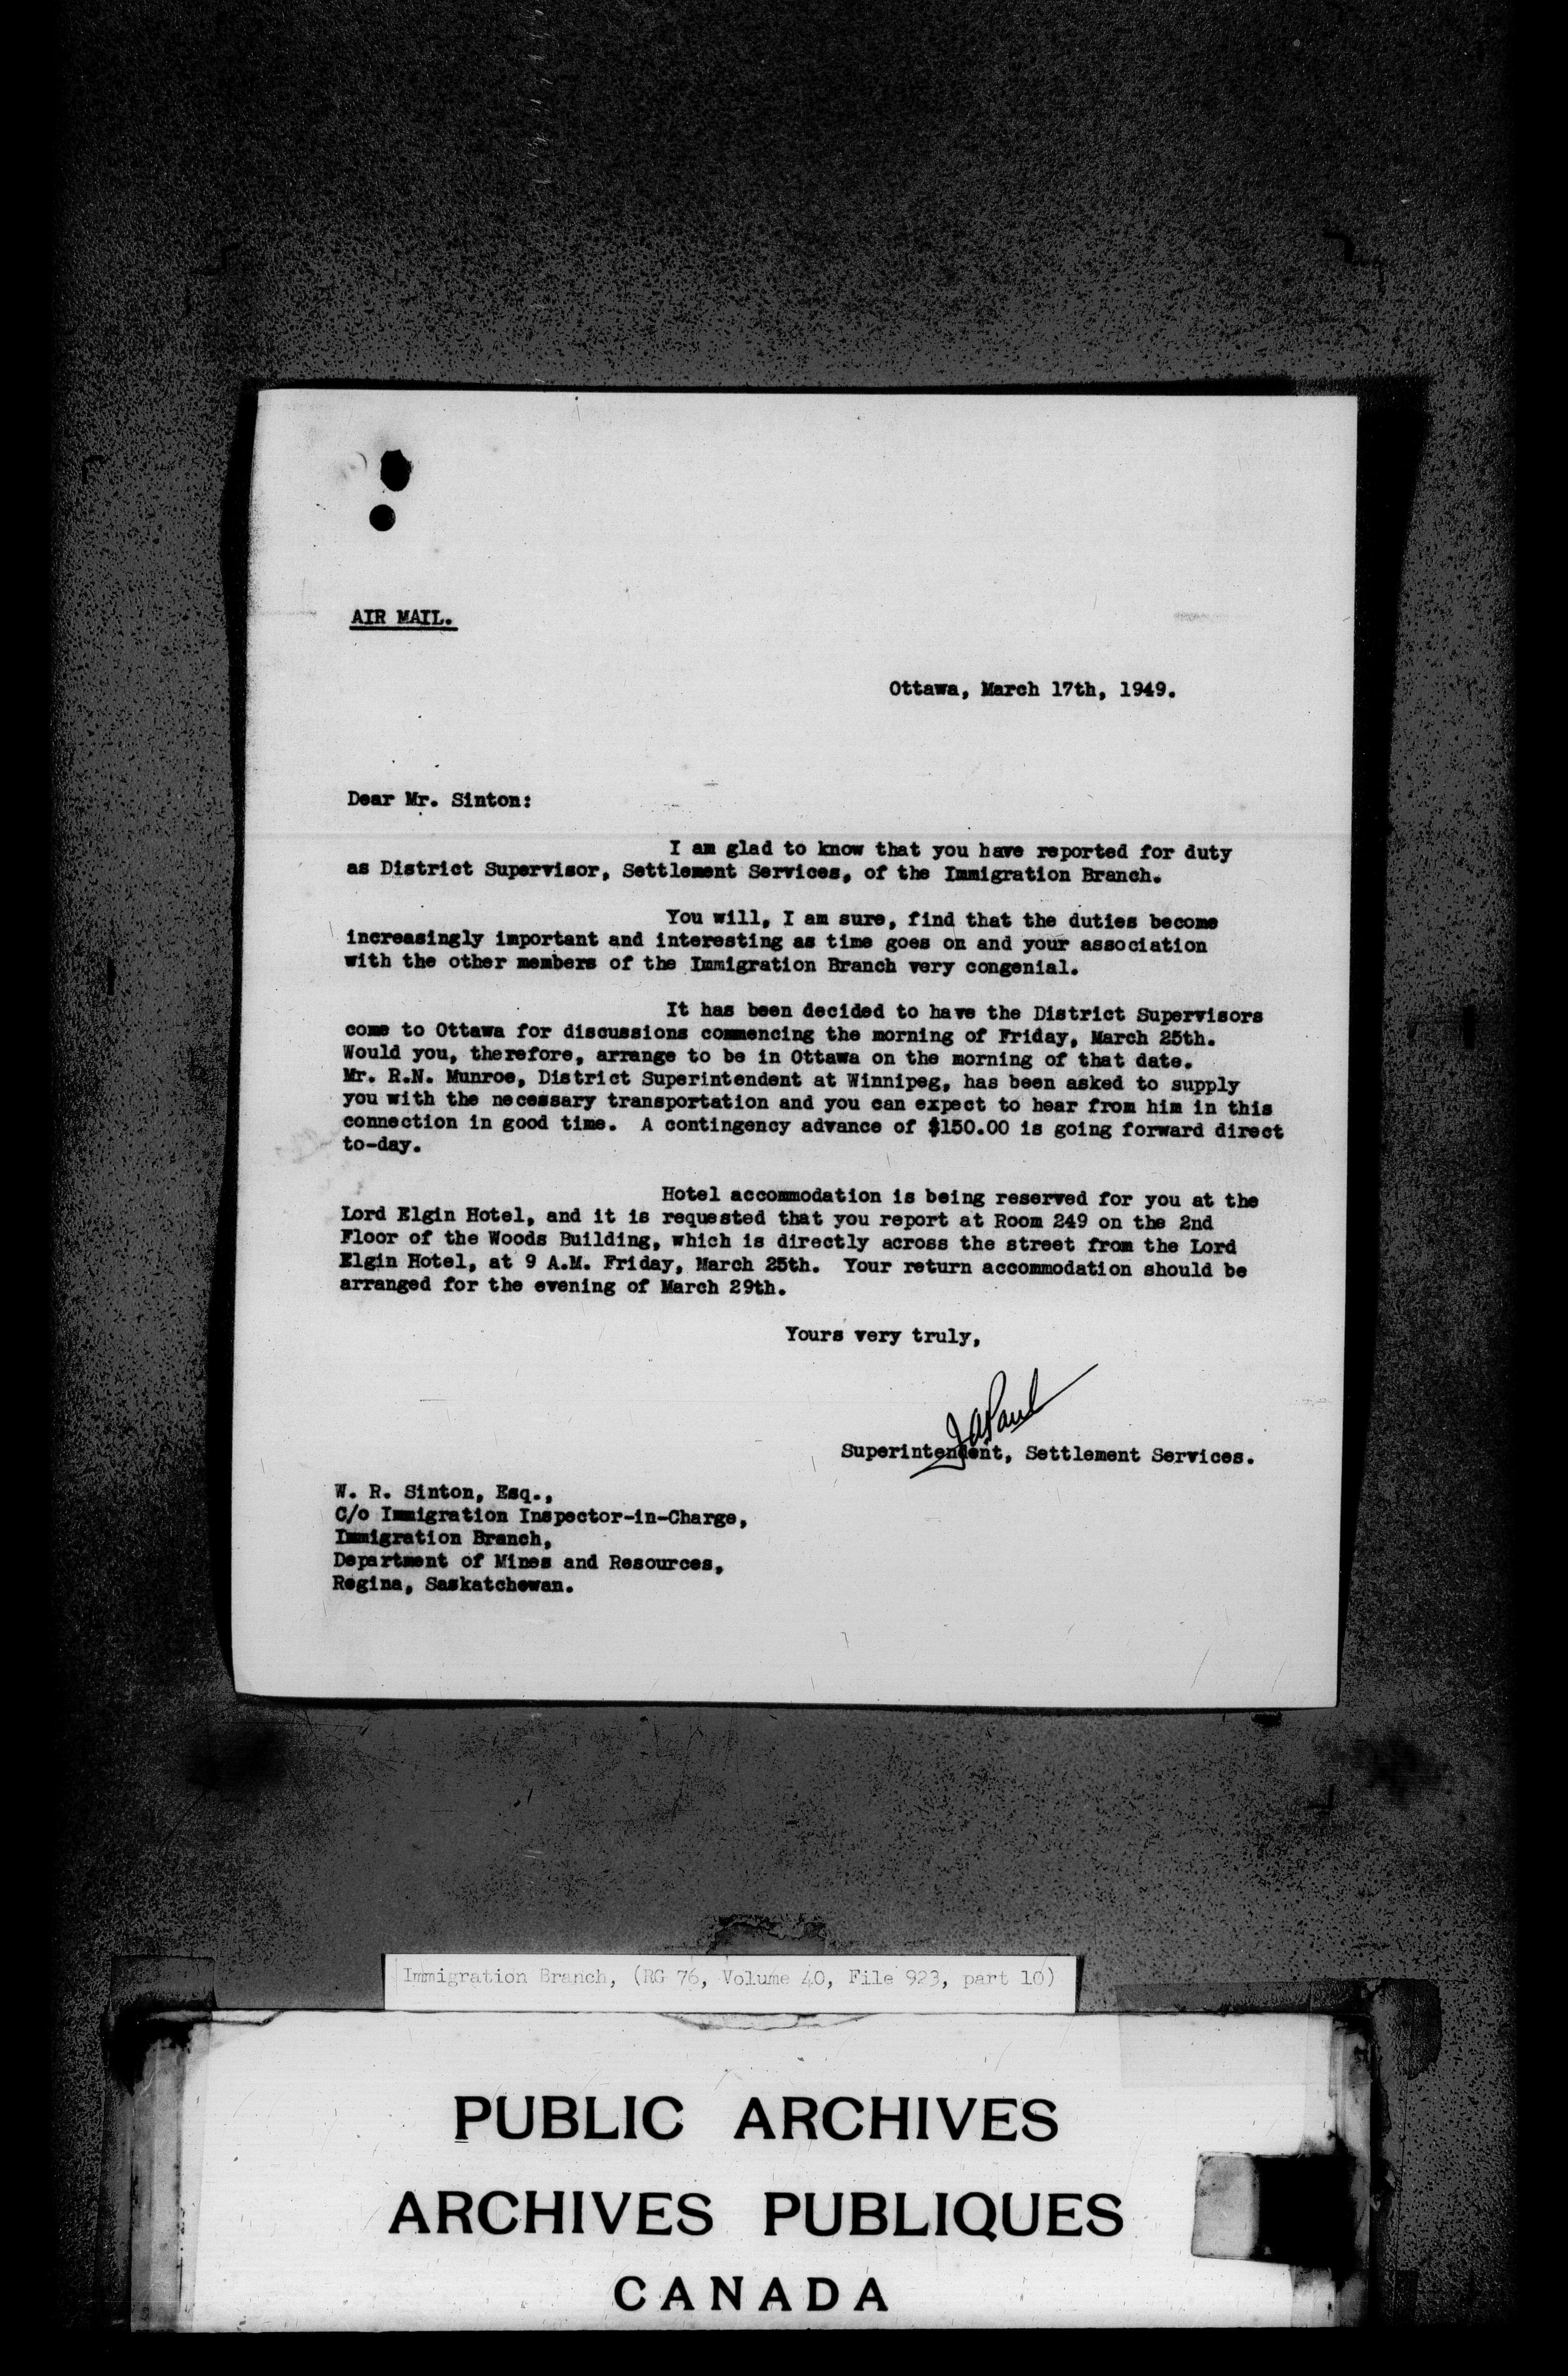 AIR MAIL.
Ottawa, March 17th, 1949.
Dear Mr. Sinton:
I am glad to know that you have reported for duty
as District Supervisor, Settlement Services, of the Immigration Branch.
You will, I am sure, find that the duties become
increasingly important and interesting as time goes on and your association
with the other members of the Immigration Branch very congenial.
It has been decided to have the District Supervisors
come to Ottawa for discussions commencing the morning of Friday, March 25th.
Would you, therefore, arrange to be in Ottawa on the morning of that date.
Mr. R.N. Munroe, District Superintendent at Winnipeg, has been asked to supply
you with the necessary transportation and you can expect to hear from him in this
connection in good time. A contingency advance of $150.00 is going forward direct
to-day.
Hotel accommodation is being reserved for you at the
Lord Elgin Hotel, and it is requested that you report at Room 249 on the 2nd
Floor of the Woods Building, which is directly across the street from the Lord
Elgin Hotel, at 9 A.M. Friday, March 25th. Your return accommodation should be
arranged for the evening of March 29th.
Yours very truly,
JAPaul
Superintendent, Settlement Services.
W. R. Sinton, Esq.,
C/o Immigration Inspector-in-Charge,
Immigration Branch,
Department of Mines and Resources,
Regina, Saskatchewan.
Immigration Branch, (RG 76, Volume 40, File 923, part 10)
PUBLIC ARCHIVES
ARCHIVES PUBLIQUES
CANADA